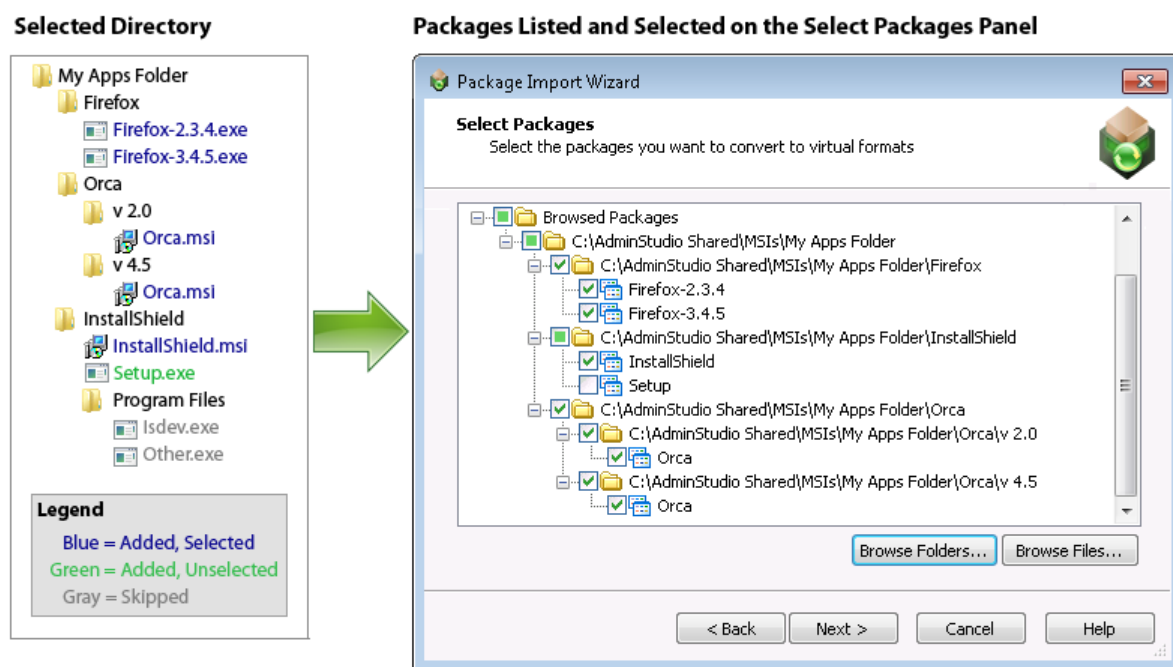 Selected Directory
My Apps Folder
Firefox
Firefox-2.3.4.exe
Firefox-3.4.5.exe
Orca
v 2.0
Orca.msi
v 4.5
Orca.msi
InstallShield
InstallShield.msi
Setup.exe
Program Files
Isdev.exe
Other.exe
Legend
Blue = Added, Selected
Green = Added, Unselected
Gray = Skipped
Packages Listed and Selected on the Select Packages Panel
Package Import Wizard
Select Packages
Select the packages you want to convert to virtual formats
Browsed Packages
C:\AdminStudio Shared\MSIs\My Apps Folder
C:\AdminStudio Shared\MSIs\My Apps Folder\Firefox
Firefox-2.3.4
Firefox-3.4.5
C:\AdminStudio Shared\MSIs\My Apps Folder\InstallShield
InstallShield
Setup
C:\AdminStudio Shared\MSIs\My Apps Folder\Orca
C:\AdminStudio Shared\MSIs\My Apps Folder\Orca\v 2.0
Orca
C:\AdminStudio Shared\MSIs\My Apps Folder\Orca\v 4.5
Orca
Browse Folders... Browse Files...
< Back Next > Cancel Help